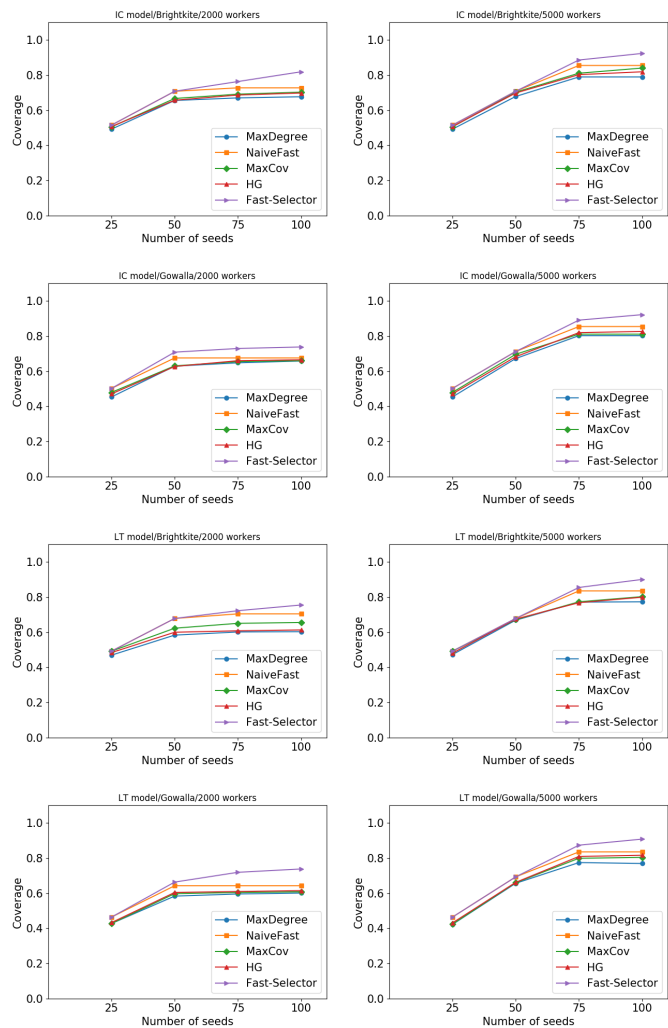 IC model/Brightkite/2000 workers
Coverage
1.0
0.8
0.6
0.4
0.2
0.0
MaxDegree
NaiveFast
MaxCov
HG
Fast-Selector
25 50 75 100
Number of seeds
IC model/Brightkite/5000 workers
Coverage
1.0
0.8
0.6
0.4
0.2
0.0
MaxDegree
NaiveFast
MaxCov
HG
Fast-Selector
25 50 75 100
Number of seeds
IC model/Gowalla/2000 workers
Coverage
1.0
0.8
0.6
0.4
0.2
0.0
MaxDegree
NaiveFast
MaxCov
HG
Fast-Selector
25 50 75 100
Number of seeds
IC model/Gowalla/5000 workers
Coverage
1.0
0.8
0.6
0.4
0.2
0.0
MaxDegree
NaiveFast
MaxCov
HG
Fast-Selector
25 50 75 100
Number of seeds
LT model/Brightkite/2000 workers
Coverage
1.0
0.8
0.6
0.4
0.2
0.0
MaxDegree
NaiveFast
MaxCov
HG
Fast-Selector
25 50 75 100
Number of seeds
LT model/Brightkite/5000 workers
Coverage
1.0
0.8
0.6
0.4
0.2
0.0
MaxDegree
NaiveFast
MaxCov
HG
Fast-Selector
25 50 75 100
Number of seeds
LT model/Gowalla/2000 workers
Coverage
1.0
0.8
0.6
0.4
0.2
0.0
MaxDegree
NaiveFast
MaxCov
HG
Fast-Selector
25 50 75 100
Number of seeds
LT model/Gowalla/5000 workers
Coverage
1.0
0.8
0.6
0.4
0.2
0.0
MaxDegree
NaiveFast
MaxCov
HG
Fast-Selector
25 50 75 100
Number of seeds